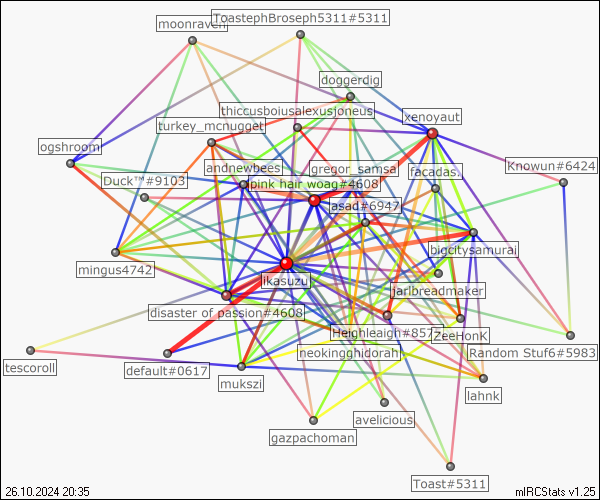 moonraven
ToastephBroseph5311#5311
doggerdig
thiccusboiusalexusjoneus
xenoyaut
turkey_mcnugget
ogshroom
andnewbees
gregor_samsa
facadas.
Knowun#6424
Duck™#9103
pink hair woag#4608
asad#6947
bigcitysamurai
mingus4742
likasuzu
jarlbreadmaker
disaster of passion#4608
Heighleaigh#857
ZeeHonK
neokingghidorah
Random Stuf6#5983
tescoroll
default#0617
mukszi
lahnk
avelicious
gazpachoman
Toast#5311
26.10.2024 20:35
mIRCStats v1.25